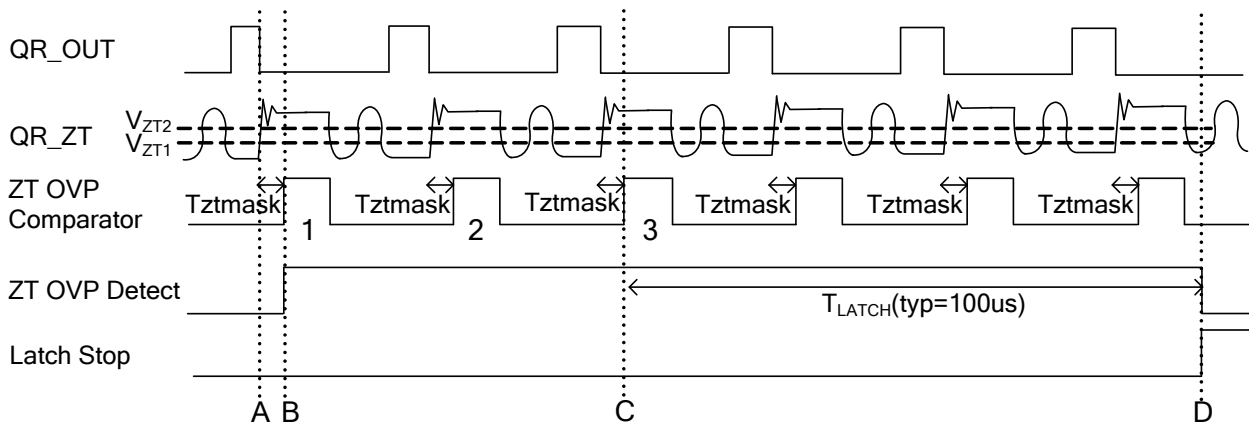 QR_OUT
QR_ZT
VZT2
VZT1
ZT OVP
Comparator
Tztmask Tztmask Tztmask Tztmask Tztmask Tztmask
1 2 3
ZT OVP Detect
TLATCH(typ=100us)
Latch Stop
A B C D